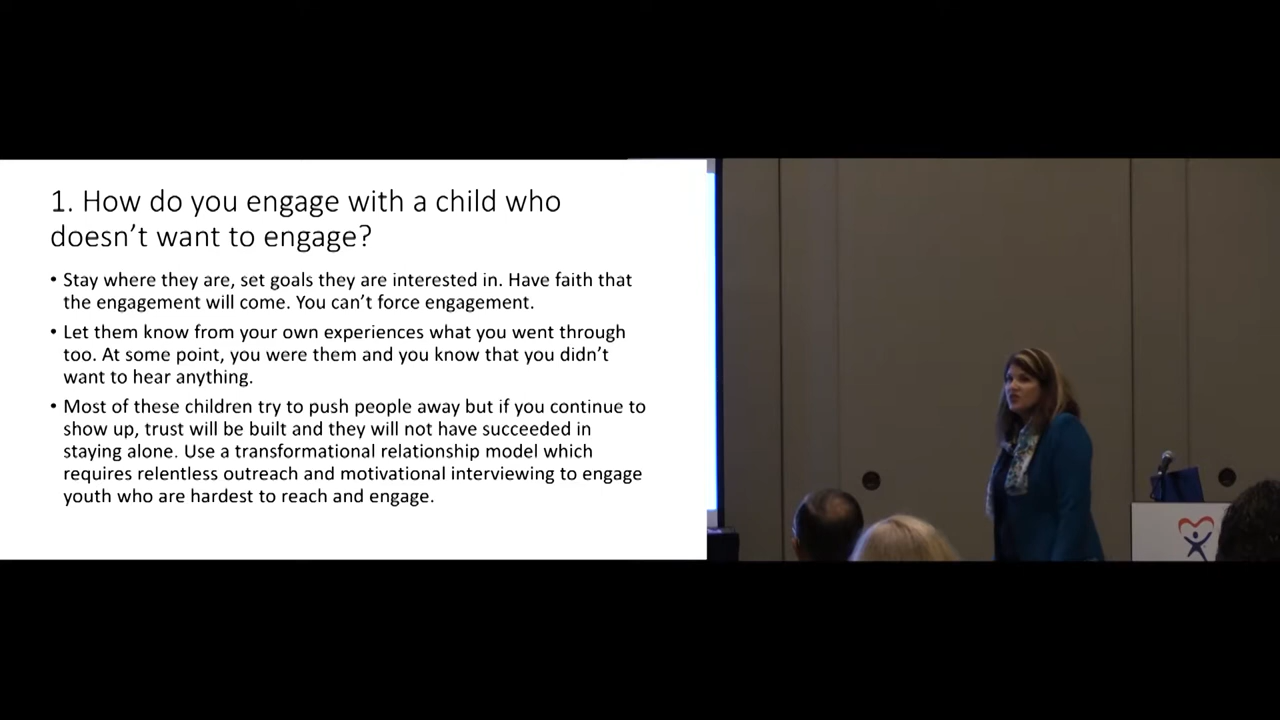 1. How do you engage with a child who
doesn’t want to engage?
• Stay where they are, set goals they are interested in. Have faith that
the engagement will come. You can’t force engagement.
• Let them know from your own experiences what you went through
too. At some point, you were them and you know that you didn’t
want to hear anything.
• Most of these children try to push people away but if you continue to
show up, trust will be built and they will not have succeeded in
staying alone. Use a transformational relationship model which
requires relentless outreach and motivational interviewing to engage
youth who are hardest to reach and engage.